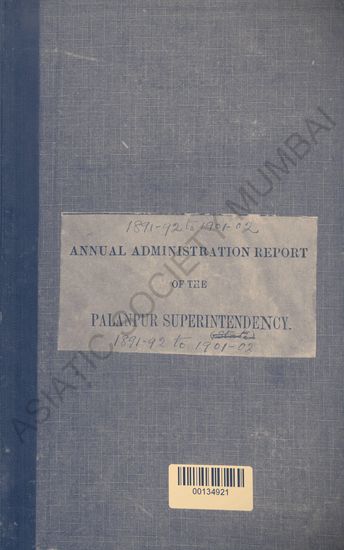 1891-92 to 1901-02
ANNUAL ADMINISTRATION REPORT
OF THE
PALANPUR SUPERINTENDENCY.
(State)
1891-92 to 1901-02
00134921
ASIATIC SOCIETY MUMBAI